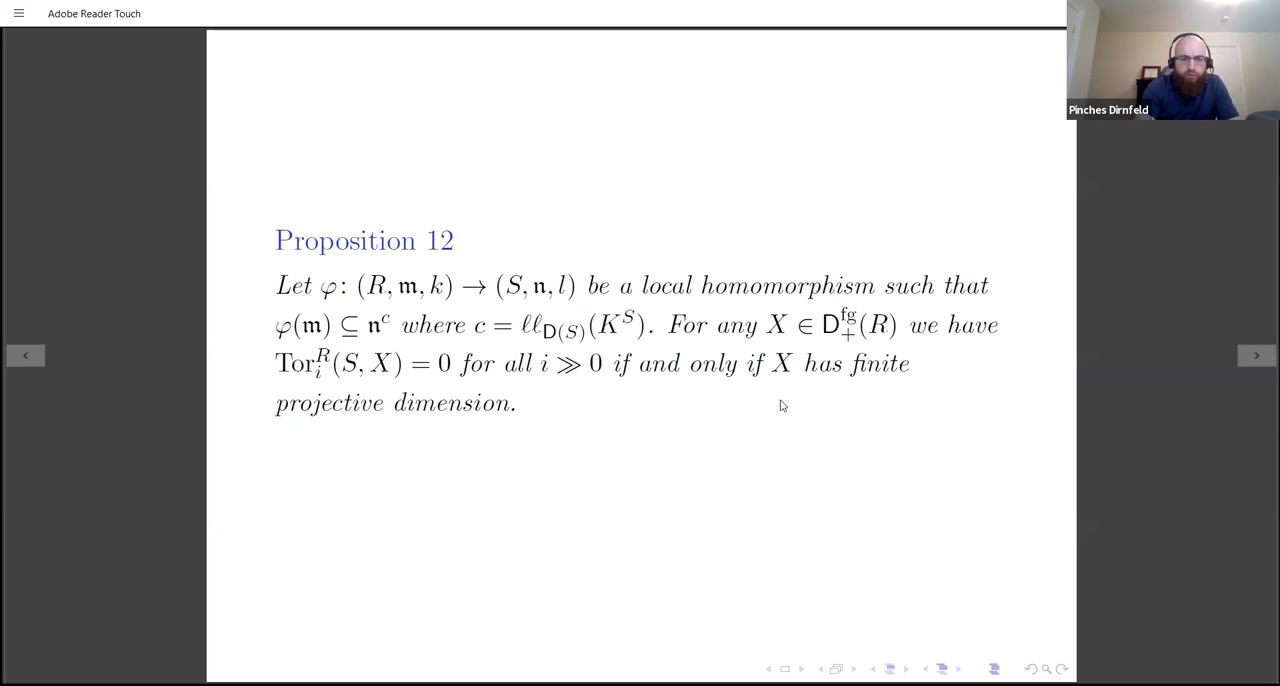 Adobe Reader Touch
Pinches Dirnfeld
Proposition 12
Let φ: (R, 𝔪, k) → (S, 𝔫, l) be a local homomorphism such that
φ(𝔪) ⊆ 𝔫^c where c = ℓℓ_{D(S)}(K^S). For any X ∈ D_+^{fg}(R) we have
Tor_i^R(S, X) = 0 for all i ≫ 0 if and only if X has finite
projective dimension.